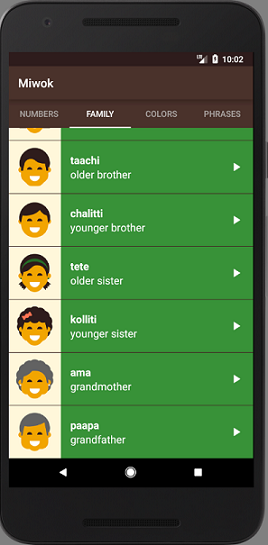 10:02
Miwok
NUMBERS FAMILY COLORS PHRASES
taachi
older brother
chalitti
younger brother
tete
older sister
kolliti
younger sister
ama
grandmother
paapa
grandfather